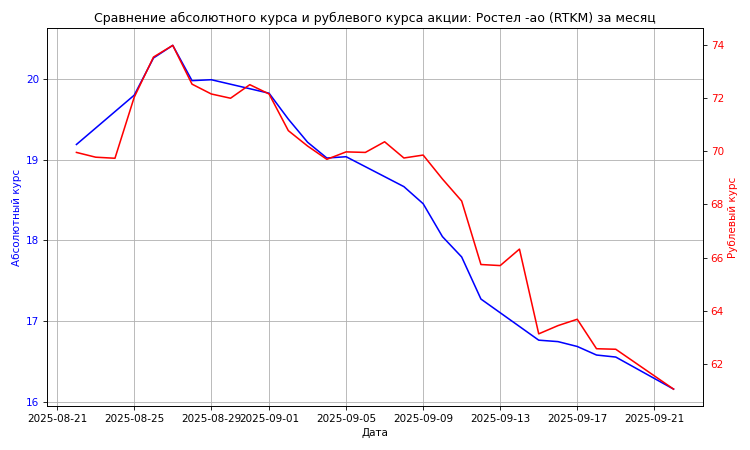 Сравнение абсолютного курса и рублевого курса акции: Ростел -ао (RTKM) за месяц
Абсолютный курс
20
19
18
17
16
74
72
70
68
66
64
62
Рублевый курс
2025-08-21 2025-08-25 2025-08-29 2025-09-01 2025-09-05 2025-09-09 2025-09-13 2025-09-17 2025-09-21
Дата